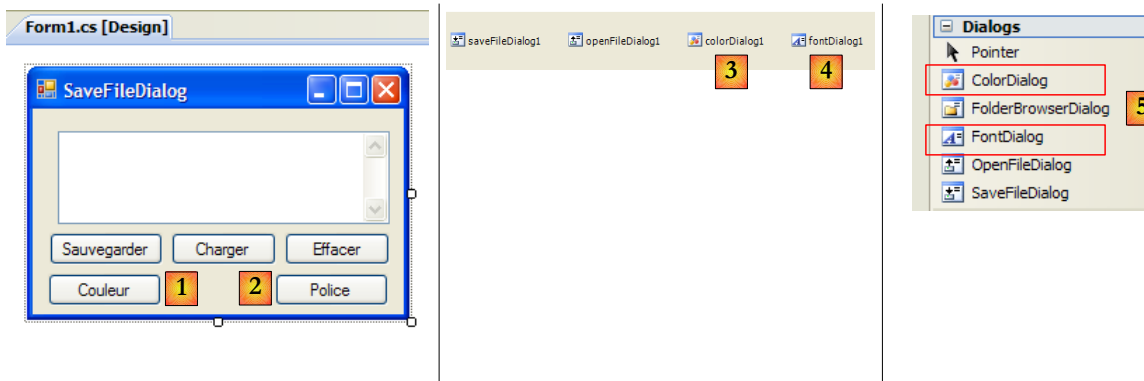 Form1.cs [Design]
SaveFileDialog
Sauvegarder Charger Effacer
Couleur 1 2 Police
saveFileDialog1 openFileDialog1 colorDialog1 fontDialog1
3 4
Dialogs
Pointer
ColorDialog
FolderBrowserDialog 5
FontDialog
OpenFileDialog
SaveFileDialog